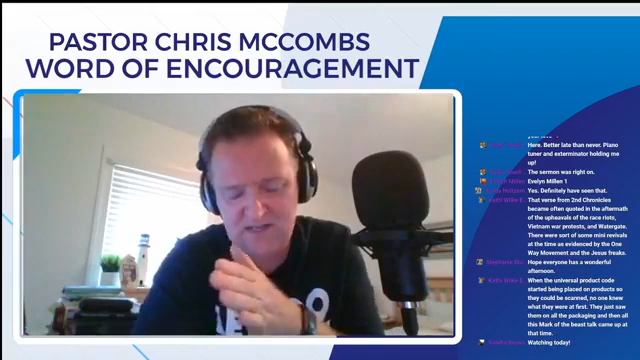 PASTOR CHRIS MCCOMBS
WORD OF ENCOURAGEMENT
Here. Better late than never. Piano
tuner and exterminator holding me
up!
The sermon was right on.
Evelyn Millen 1
Yes. Definitely have seen that.
That verse from 2nd Chronicles
became often quoted in the aftermath
of the upheavals of the race riots,
Vietnam war protests, and Watergate.
There were sort of some mini revivals
at the time as evidenced by the One
Way Movement and the Jesus freaks.
Hope everyone has a wonderful
afternoon.
When the universal product code
started being placed on products so
they could be scanned, no one knew
what they were at first. They just saw
them on all the packaging and then all
this Mark of the beast talk came up at
that time.
Watching today!